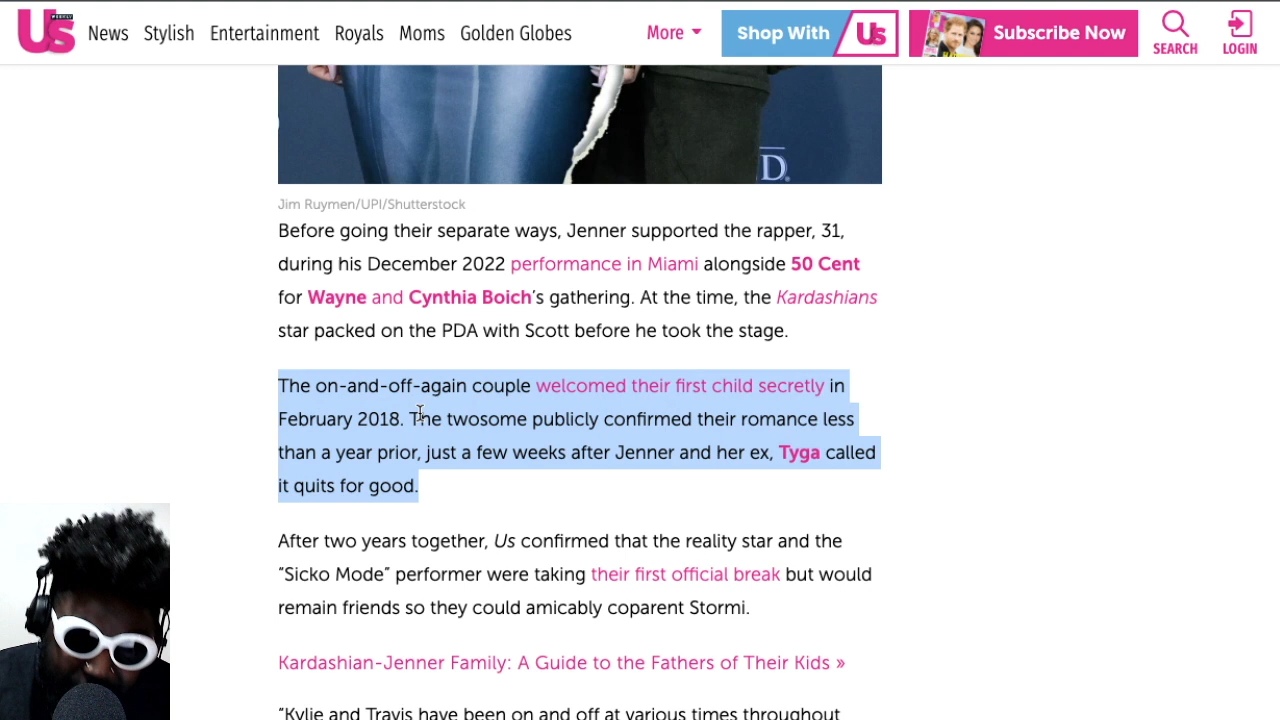 Us WEEKLY News Stylish Entertainment Royals Moms Golden Globes More Shop With Us Subscribe Now SEARCH LOGIN
D.
Jim Ruymen/UPI/Shutterstock
Before going their separate ways, Jenner supported the rapper, 31,
during his December 2022 performance in Miami alongside 50 Cent
for Wayne and Cynthia Boich’s gathering. At the time, the Kardashians
star packed on the PDA with Scott before he took the stage.
The on-and-off-again couple welcomed their first child secretly in
February 2018. The twosome publicly confirmed their romance less
than a year prior, just a few weeks after Jenner and her ex, Tyga called
it quits for good.
After two years together, Us confirmed that the reality star and the
“Sicko Mode” performer were taking their first official break but would
remain friends so they could amicably coparent Stormi.
Kardashian-Jenner Family: A Guide to the Fathers of Their Kids »
“Kylie and Travis have been on and off at various times throughout